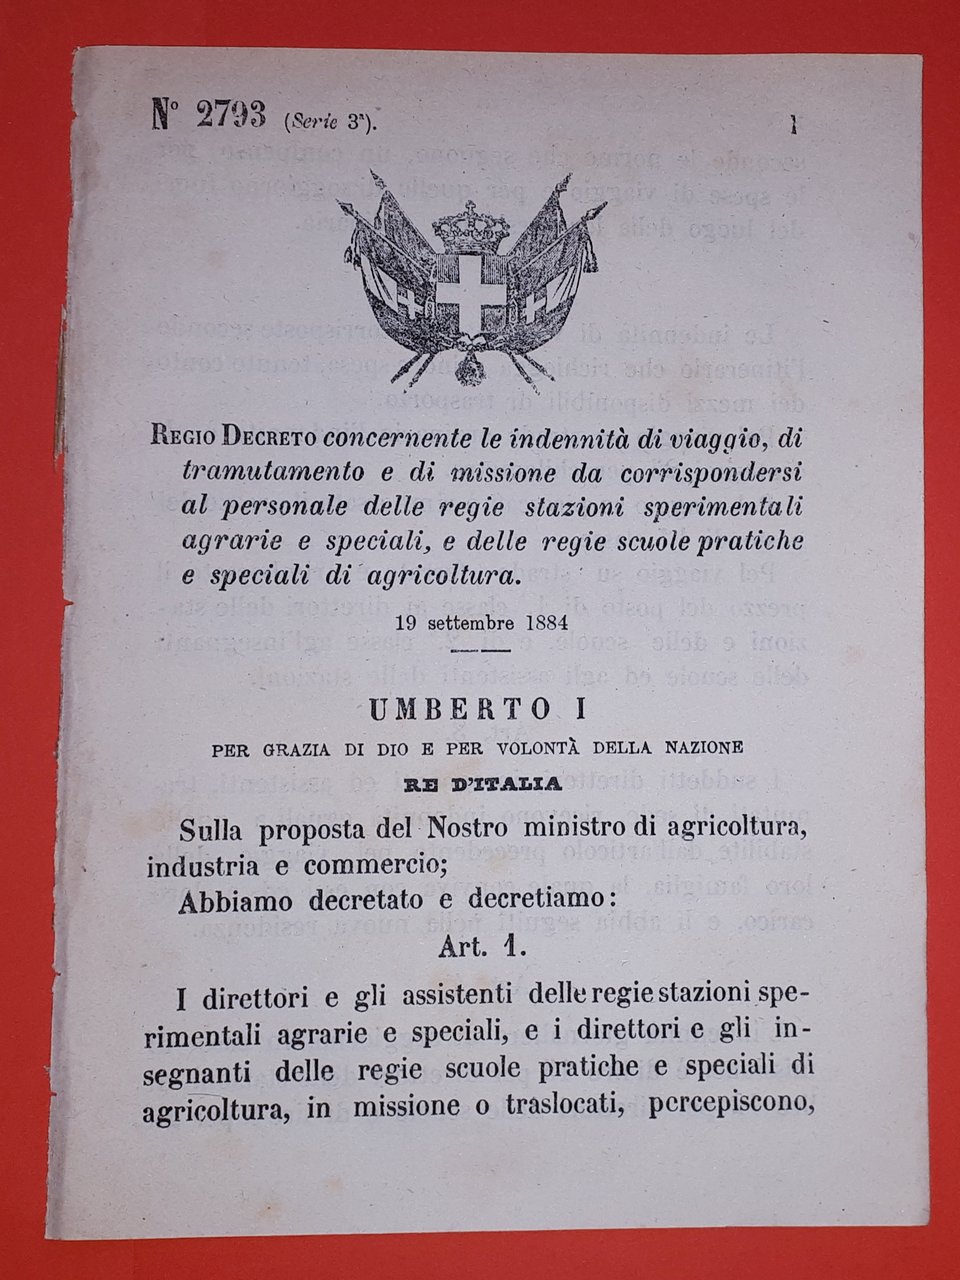 Nº 2793 (Serie 3ª). 1
REGIO DECRETO concernente le indennità di viaggio, di
tramutamento e di missione da corrispondersi
al personale delle regie stazioni sperimentali
agrarie e speciali, e delle regie scuole pratiche
e speciali di agricoltura.
19 settembre 1884
UMBERTO I
PER GRAZIA DI DIO E PER VOLONTÀ DELLA NAZIONE
RE D'ITALIA
Sulla proposta del Nostro ministro di agricoltura,
industria e commercio;
Abbiamo decretato e decretiamo:
Art. 1.
I direttori e gli assistenti delle regie stazioni spe-
rimentali agrarie e speciali, e i direttori e gli in-
segnanti delle regie scuole pratiche e speciali di
agricoltura, in missione o traslocati, percepiscono,